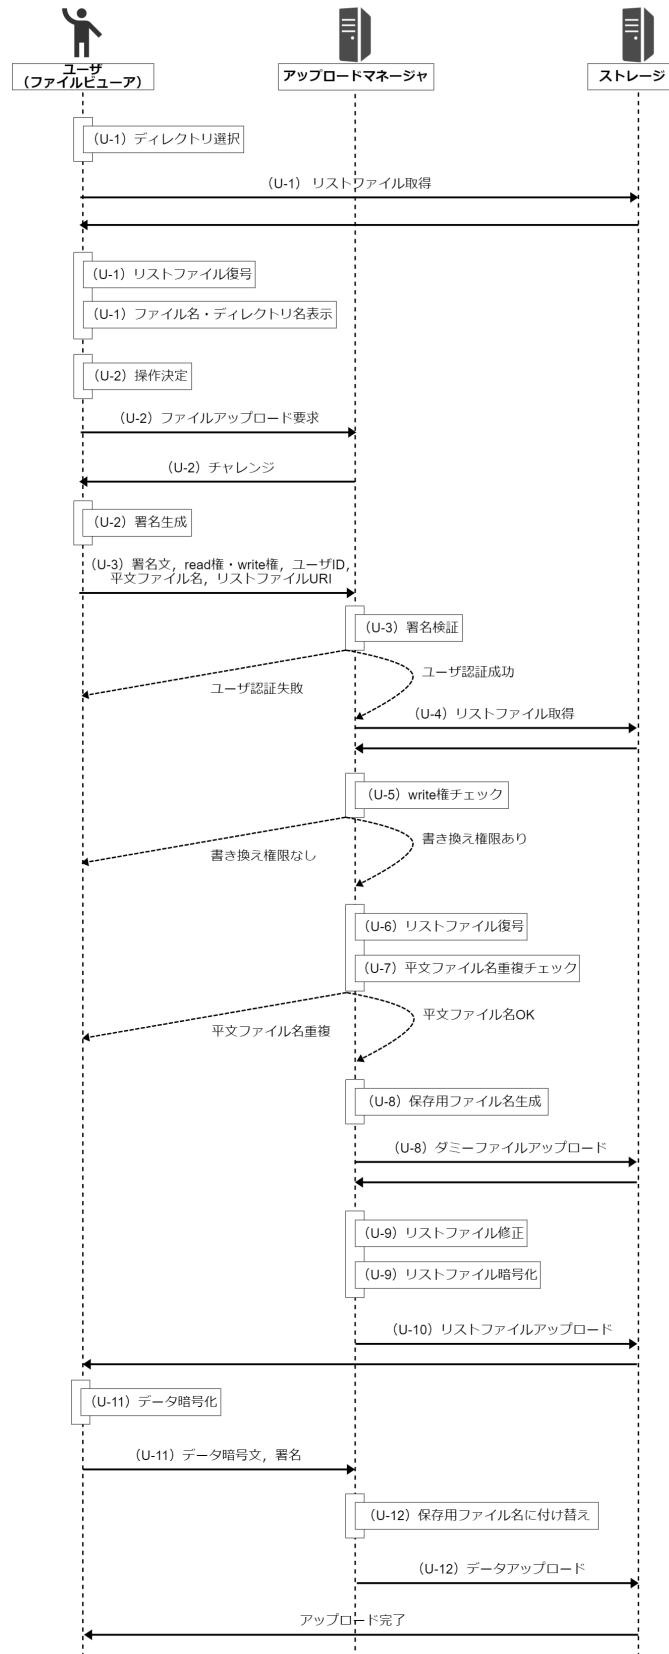 ユーザ
（ファイルビューア）
アップロードマネージャ
ストレージ
（U-1）ディレクトリ選択
（U-1） リストファイル取得
（U-1）リストファイル復号
（U-1）ファイル名・ディレクトリ名表示
（U-2）操作決定
（U-2）ファイルアップロード要求
（U-2）チャレンジ
（U-2）署名生成
（U-3）署名文，read権・write権，ユーザID，
平文ファイル名，リストファイルURI
（U-3）署名検証
ユーザ認証成功
ユーザ認証失敗
（U-4）リストファイル取得
（U-5）write権チェック
書き換え権限あり
書き換え権限なし
（U-6）リストファイル復号
（U-7）平文ファイル名重複チェック
平文ファイル名OK
平文ファイル名重複
（U-8）保存用ファイル名生成
（U-8）ダミーファイルアップロード
（U-9）リストファイル修正
（U-9）リストファイル暗号化
（U-10）リストファイルアップロード
（U-11）データ暗号化
（U-11）データ暗号文，署名
（U-12）保存用ファイル名に付け替え
（U-12）データアップロード
アップロード完了